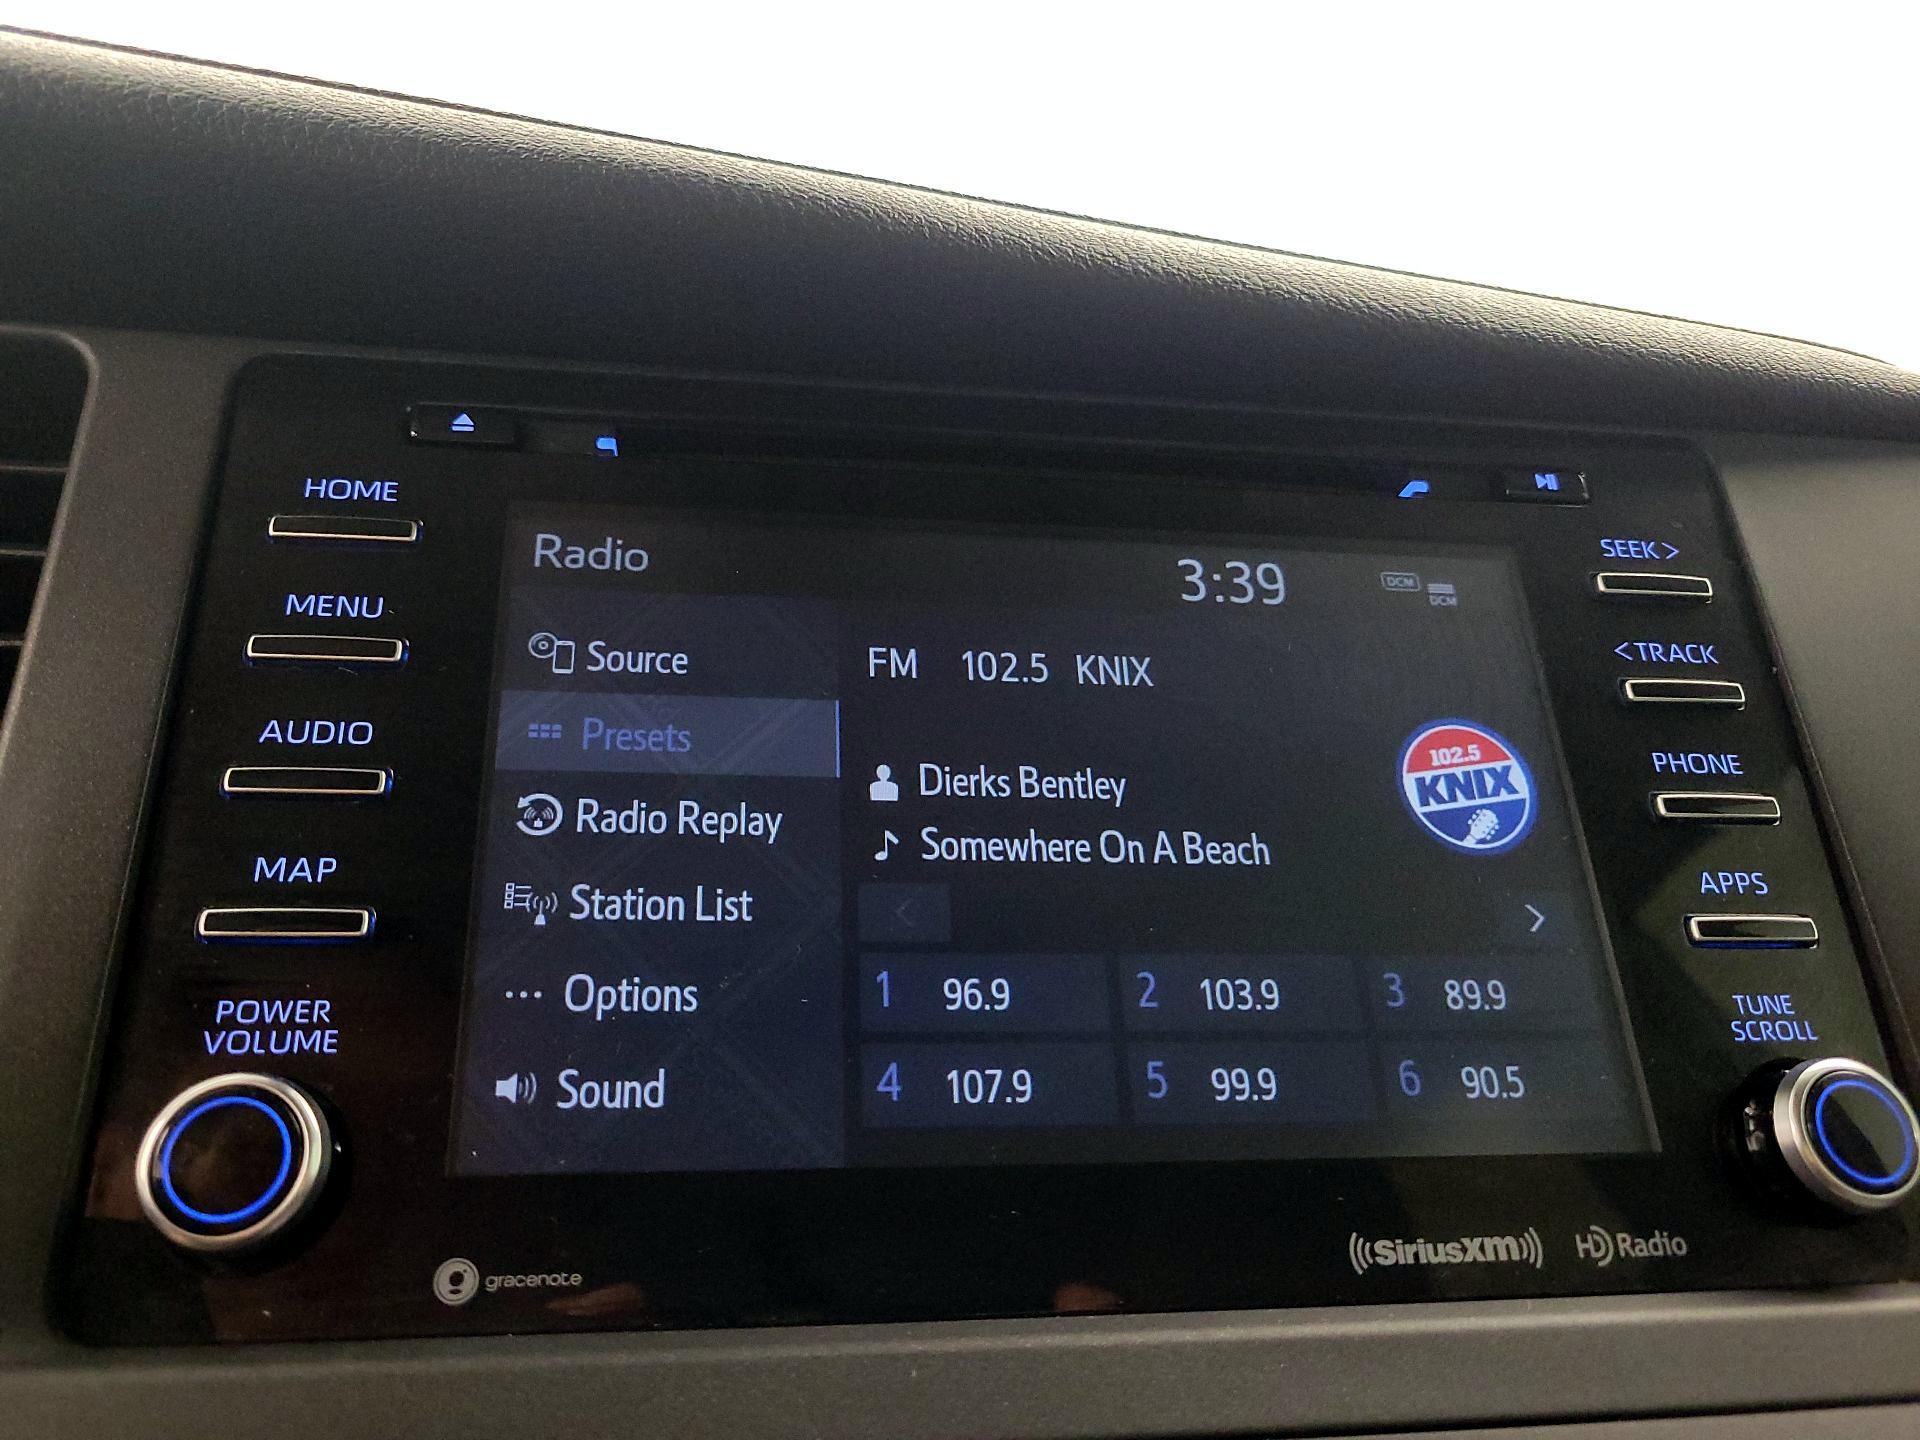 HOME
MENU
AUDIO
MAP
POWER
VOLUME
Radio
3:39
DCM
DCM
Source
Presets
Radio Replay
Station List
Options
Sound
FM 102.5 KNIX
Dierks Bentley
Somewhere On A Beach
102.5
KNIX
1 96.9
2 103.9
3 89.9
4 107.9
5 99.9
6 90.5
SEEK >
< TRACK
PHONE
APPS
TUNE
SCROLL
g gracenote
((SiriusXM))
HD Radio